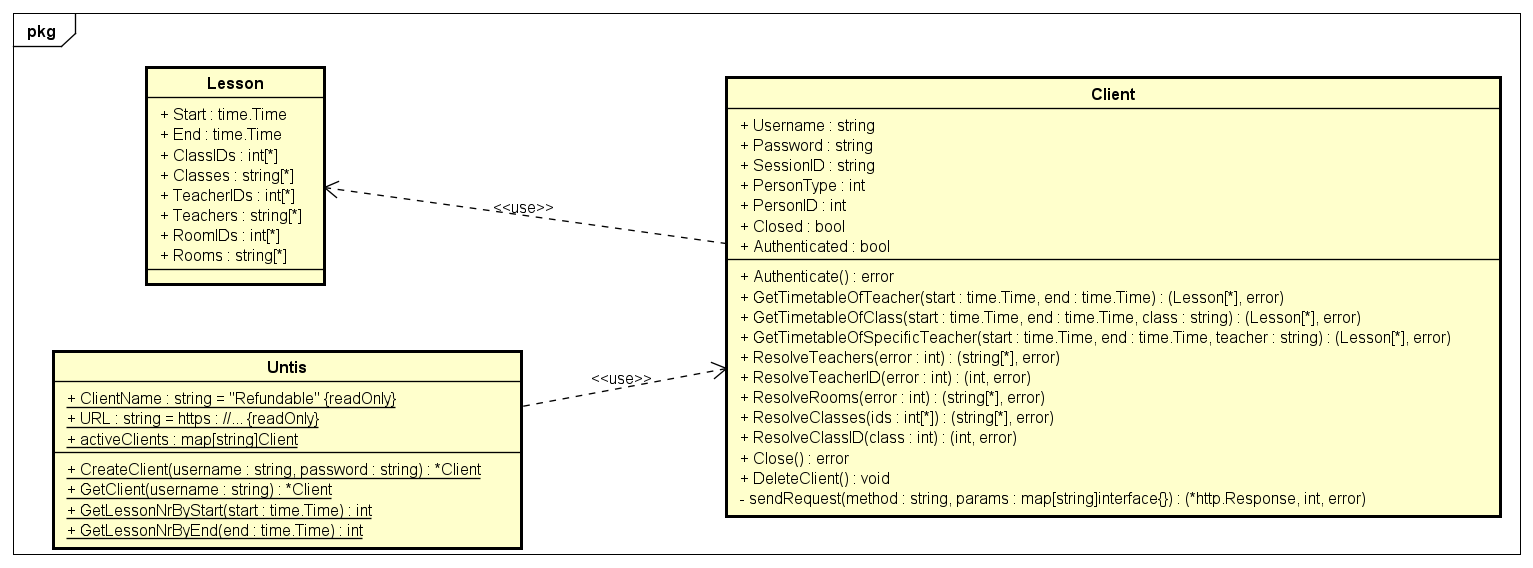 pkg
Lesson
+ Start : time.Time
+ End : time.Time
+ ClassIDs : int[*]
+ Classes : string[*]
+ TeacherIDs : int[*]
+ Teachers : string[*]
+ RoomIDs : int[*]
+ Rooms : string[*]
<<use>>
Client
+ Username : string
+ Password : string
+ SessionID : string
+ PersonType : int
+ PersonID : int
+ Closed : bool
+ Authenticated : bool
+ Authenticate() : error
+ GetTimetableOfTeacher(start : time.Time, end : time.Time) : (Lesson[*], error)
+ GetTimetableOfClass(start : time.Time, end : time.Time, class : string) : (Lesson[*], error)
+ GetTimetableOfSpecificTeacher(start : time.Time, end : time.Time, teacher : string) : (Lesson[*], error)
+ ResolveTeachers(error : int) : (string[*], error)
+ ResolveTeacherID(error : int) : (int, error)
+ ResolveRooms(error : int) : (string[*], error)
+ ResolveClasses(ids : int[*]) : (string[*], error)
+ ResolveClassID(class : int) : (int, error)
+ Close() : error
+ DeleteClient() : void
- sendRequest(method : string, params : map[string]interface{}) : (*http.Response, int, error)
Untis
+ ClientName : string = "Refundable" {readOnly}
+ URL : string = https : //... {readOnly}
+ activeClients : map[string]Client
+ CreateClient(username : string, password : string) : *Client
+ GetClient(username : string) : *Client
+ GetLessonNrByStart(start : time.Time) : int
+ GetLessonNrByEnd(end : time.Time) : int
<<use>>